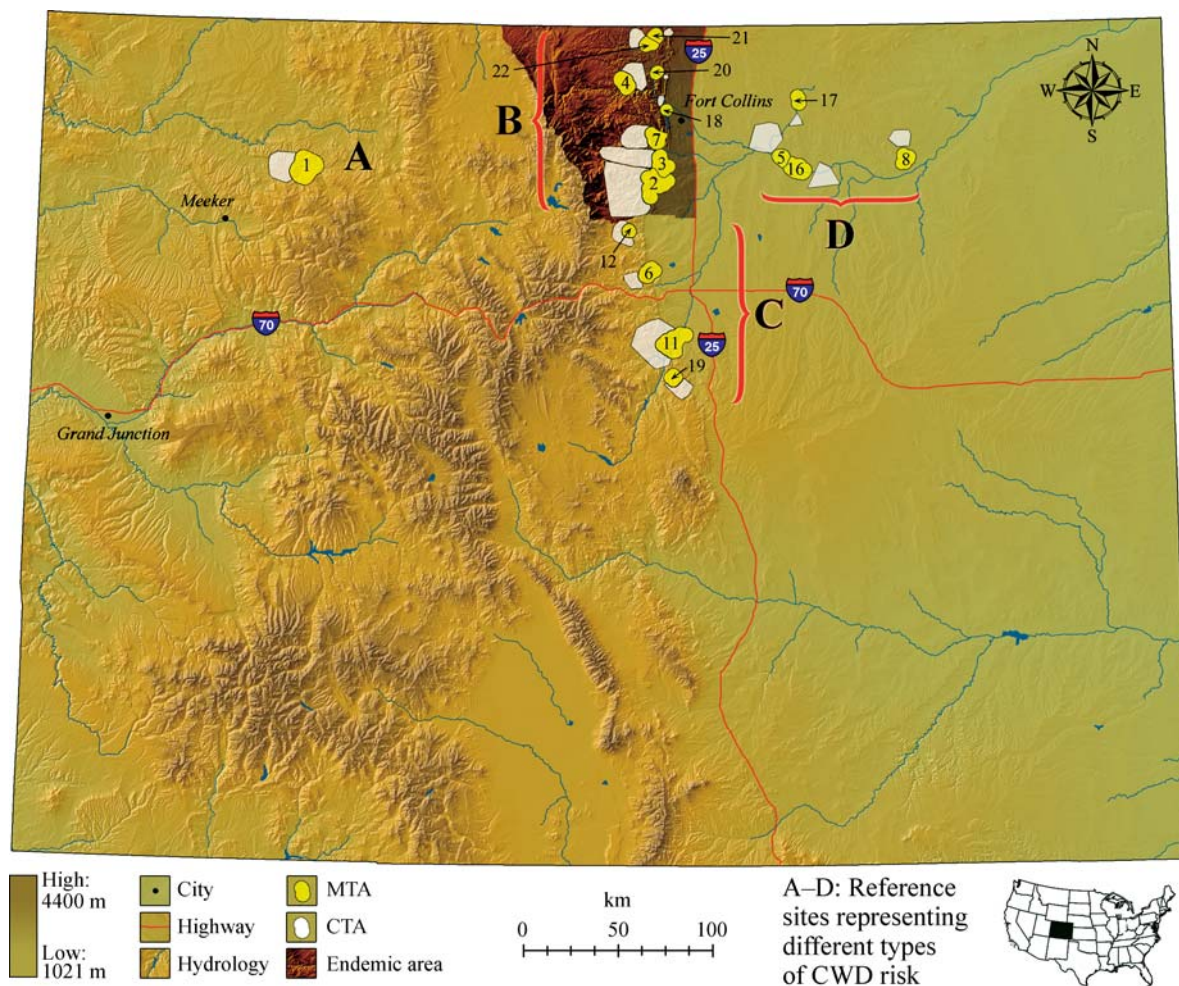 21
25
N
22
20
W
E
4
Fort Collins
17
S
B
18
7
A
5
8
1
3
16
Meeker
2
D
12
6
70
C
70
11
25
19
Grand Junction
High:
4400 m
Low:
1021 m
City
Highway
Hydrology
MTA
CTA
Endemic area
km
0 50 100
A–D: Reference
sites representing
different types
of CWD risk